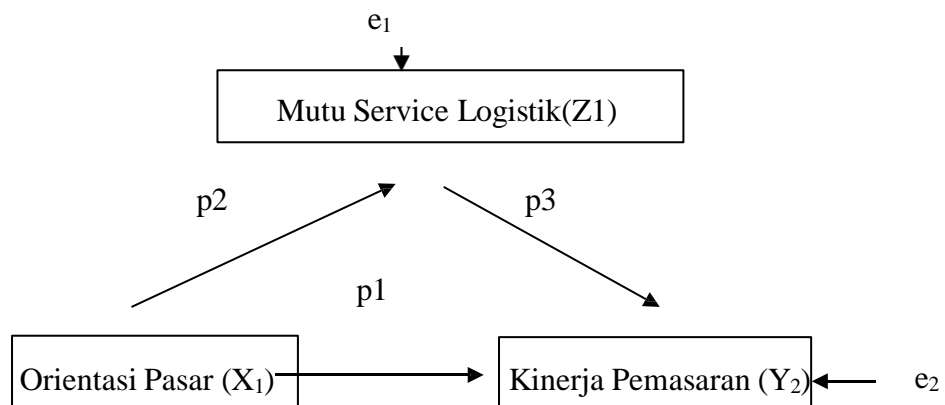 e₁
Mutu Service Logistik(Z1)
p2
p3
p1
Orientasi Pasar (X₁)
Kinerja Pemasaran (Y₂)
e₂